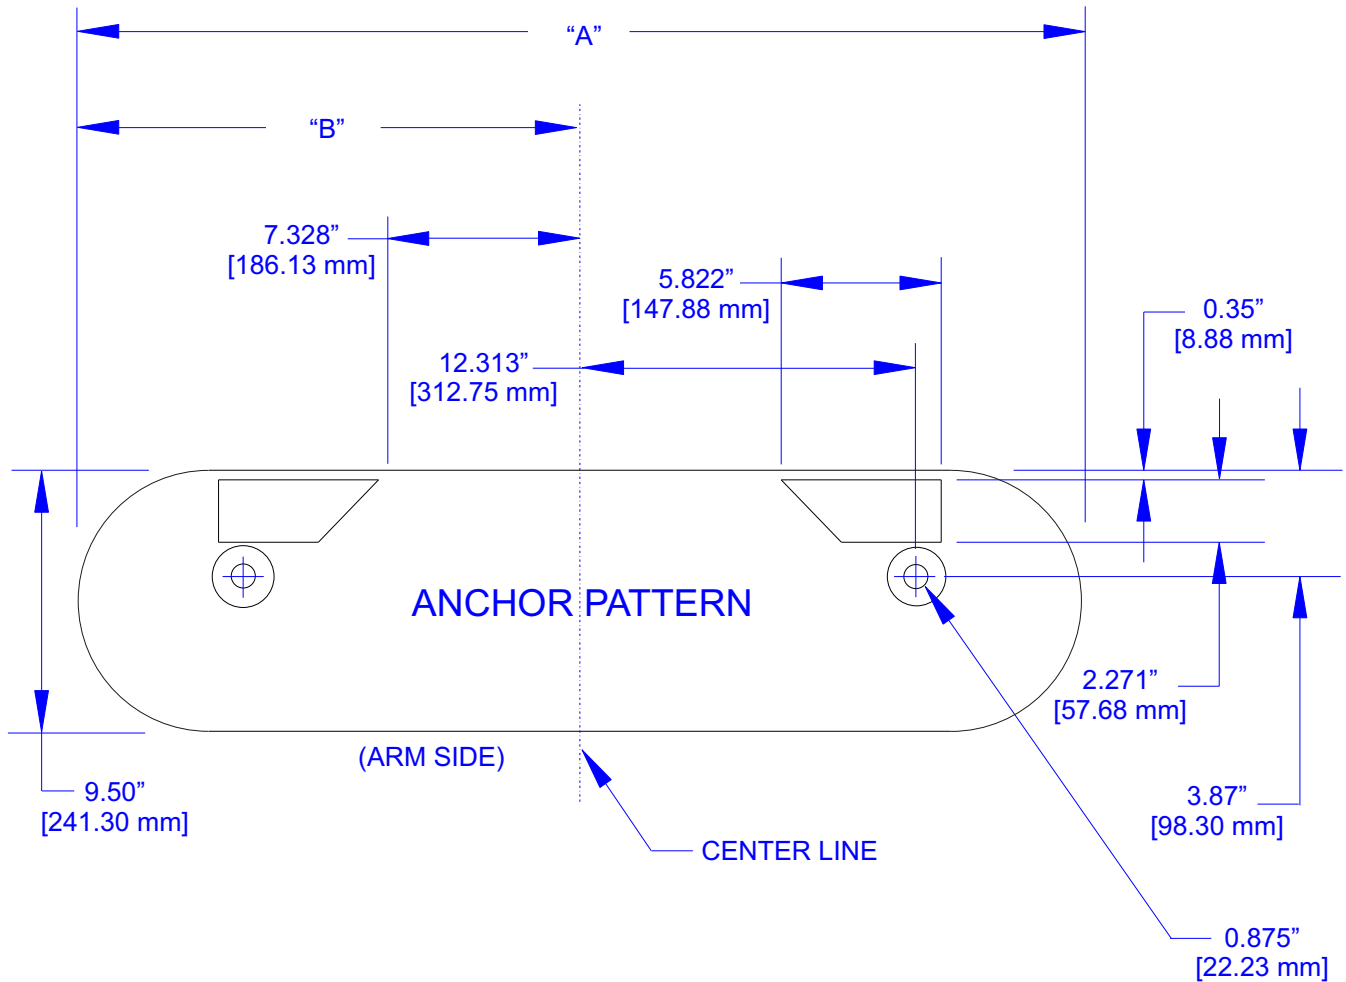 “A”
“B”
7.328”
[186.13 mm]
5.822”
[147.88 mm]
0.35”
[8.88 mm]
12.313”
[312.75 mm]
ANCHOR PATTERN
2.271”
[57.68 mm]
(ARM SIDE)
9.50”
[241.30 mm]
3.87”
[98.30 mm]
CENTER LINE
0.875”
[22.23 mm]